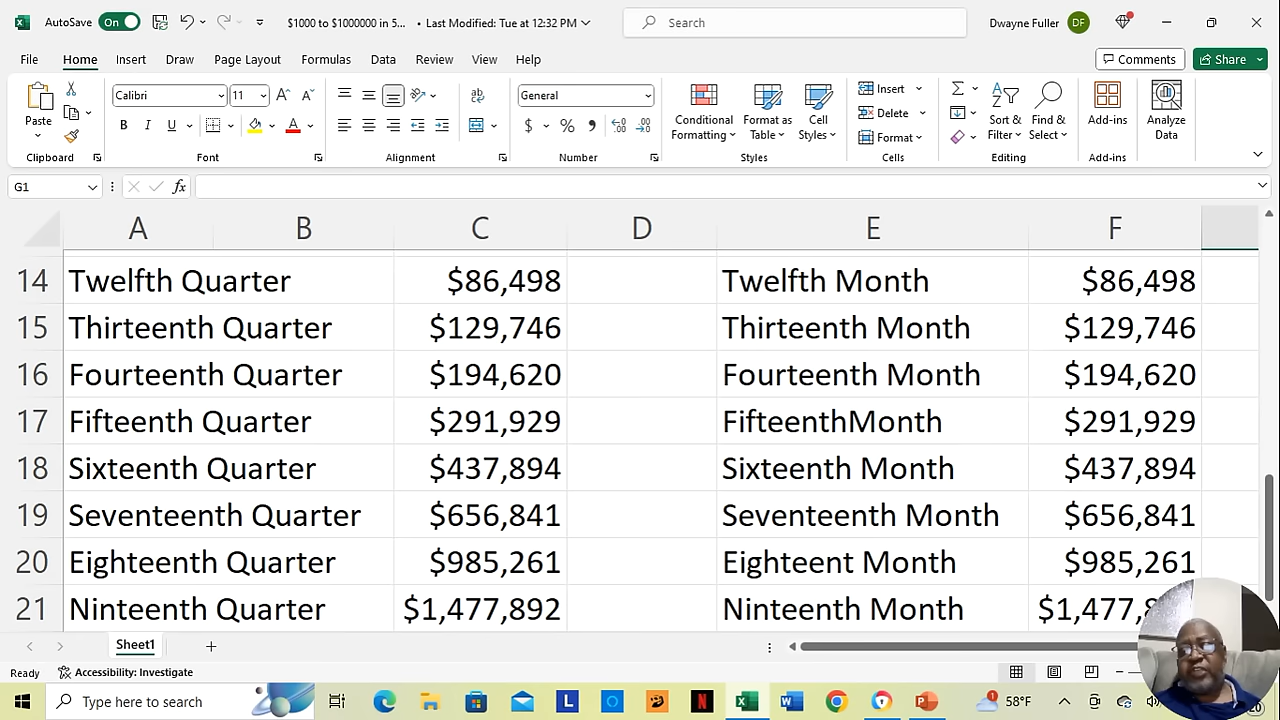 AutoSave On $1000 to $1000000 in 5... • Last Modified: Tue at 12:32 PM Search Dwayne Fuller DF
File Home Insert Draw Page Layout Formulas Data Review View Help Comments Share
Paste Calibri 11 General Conditional Formatting Format as Table Cell Styles Insert Delete Format Sort & Filter Find & Select Add-ins Analyze Data
Clipboard Font Alignment Number Styles Cells Editing Add-ins
G1 fx
A B C D E F
14 Twelfth Quarter $86,498 Twelfth Month $86,498
15 Thirteenth Quarter $129,746 Thirteenth Month $129,746
16 Fourteenth Quarter $194,620 Fourteenth Month $194,620
17 Fifteenth Quarter $291,929 FifteenthMonth $291,929
18 Sixteenth Quarter $437,894 Sixteenth Month $437,894
19 Seventeenth Quarter $656,841 Seventeenth Month $656,841
20 Eighteenth Quarter $985,261 Eighteent Month $985,261
21 Ninteenth Quarter $1,477,892 Ninteenth Month
Sheet1
Ready Accessibility: Investigate
Type here to search 58°F